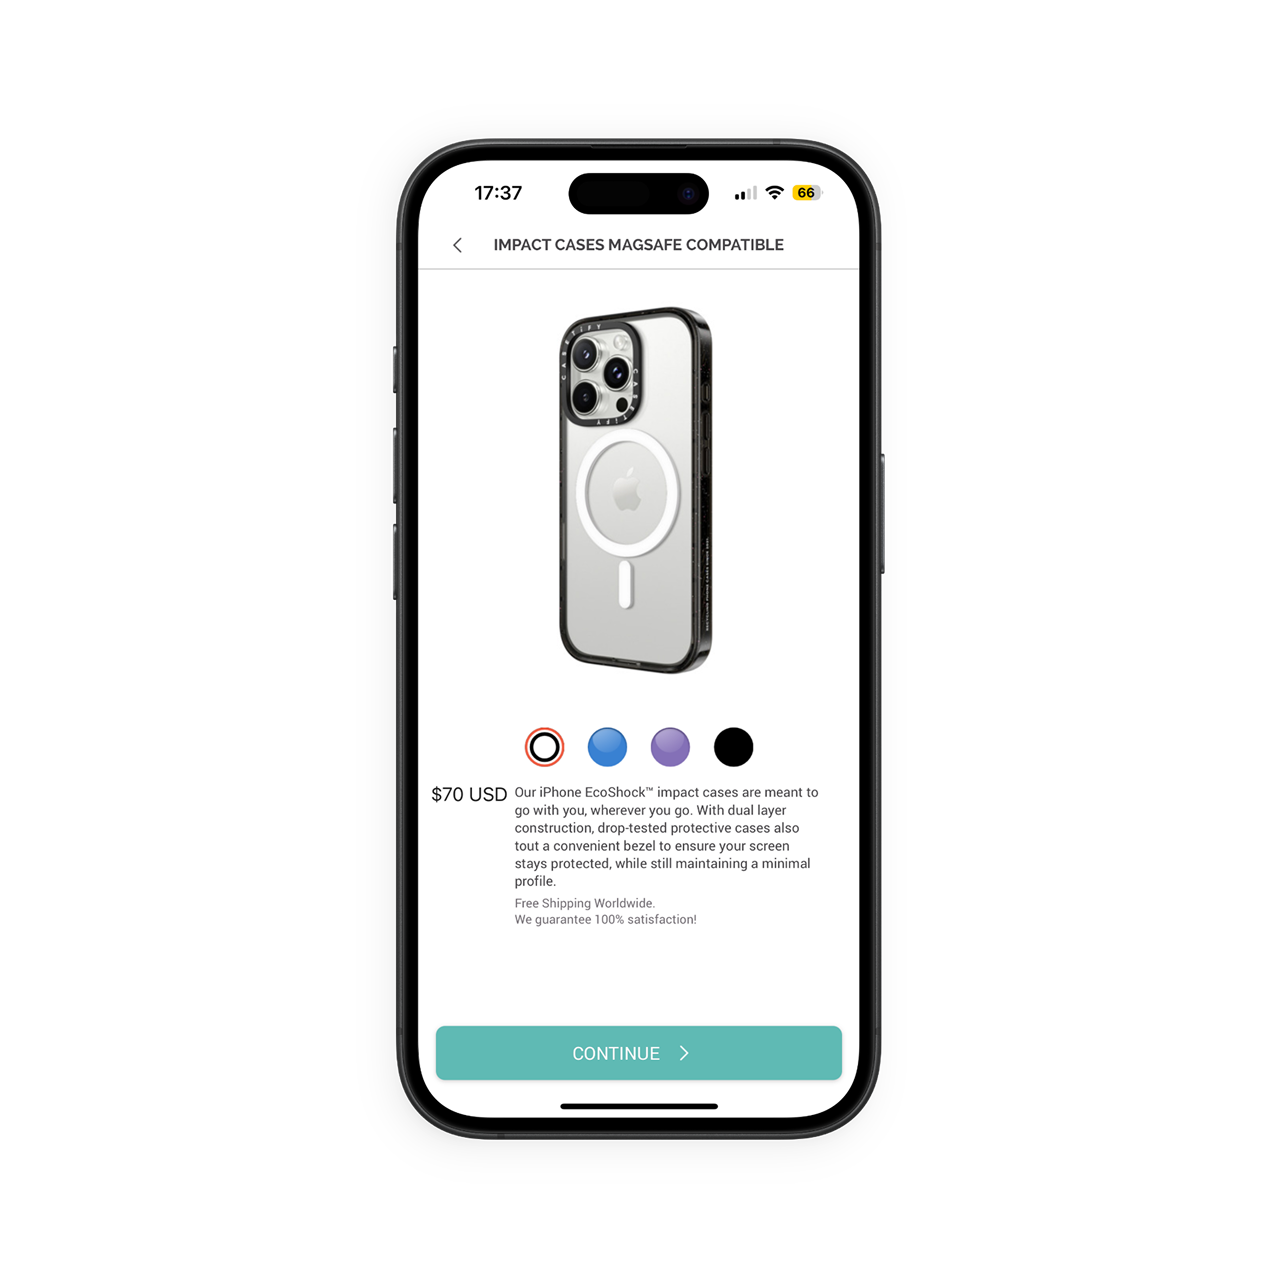 17:37
66
IMPACT CASES MAGSAFE COMPATIBLE
CASETIFY
CASETIFY
$70 USD
Our iPhone EcoShock™ impact cases are meant to
go with you, wherever you go. With dual layer
construction, drop-tested protective cases also
tout a convenient bezel to ensure your screen
stays protected, while still maintaining a minimal
profile.
Free Shipping Worldwide.
We guarantee 100% satisfaction!
CONTINUE